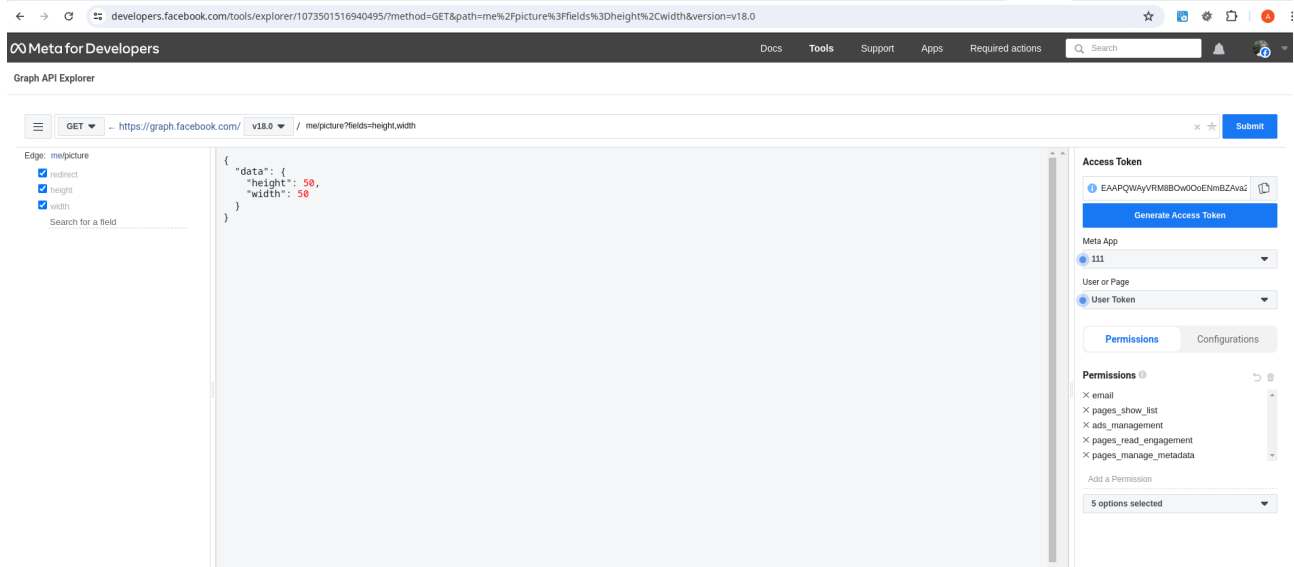 developers.facebook.com/tools/explorer/1073501516940495/?method=GET&path=me%2Fpicture%3Ffields%3Dheight%2Cwidth&version=v18.0
A
Meta for Developers
Docs
Tools
Support
Apps
Required actions
Search
Graph API Explorer
GET
← https://graph.facebook.com/
v18.0
/
me/picture?fields=height,width
Submit
Edge: me/picture
redirect
height
width
Search for a field
{
"data": {
"height": 50,
"width": 50
}
}
Access Token
EAAPQWAyVRM8BOw0OoENmBZAva2
Generate Access Token
Meta App
111
User or Page
User Token
Permissions
Configurations
Permissions
email
pages_show_list
ads_management
pages_read_engagement
pages_manage_metadata
Add a Permission
5 options selected